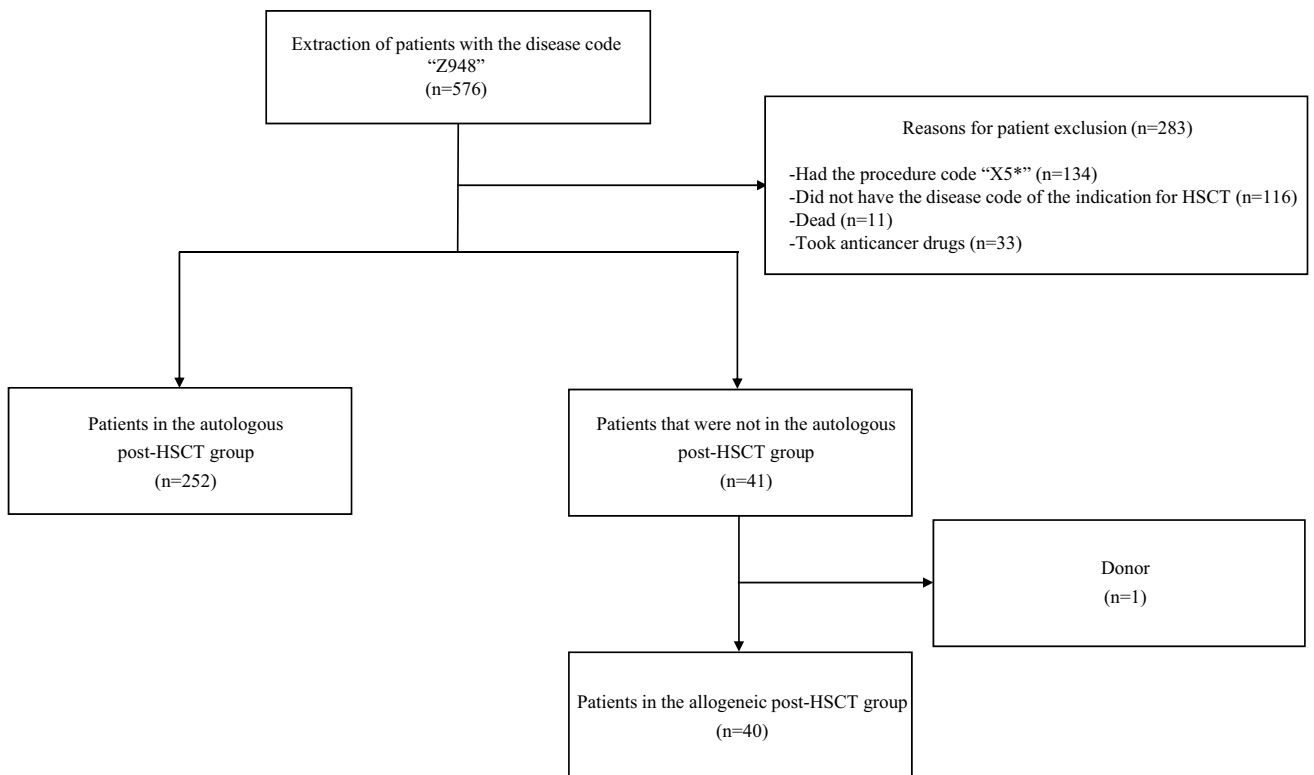 Extraction of patients with the disease code
“Z948”
(n=576)
Reasons for patient exclusion (n=283)
-Had the procedure code “X5*” (n=134)
-Did not have the disease code of the indication for HSCT (n=116)
-Dead (n=11)
-Took anticancer drugs (n=33)
Patients in the autologous
post-HSCT group
(n=252)
Patients that were not in the autologous
post-HSCT group
(n=41)
Donor
(n=1)
Patients in the allogeneic post-HSCT group
(n=40)